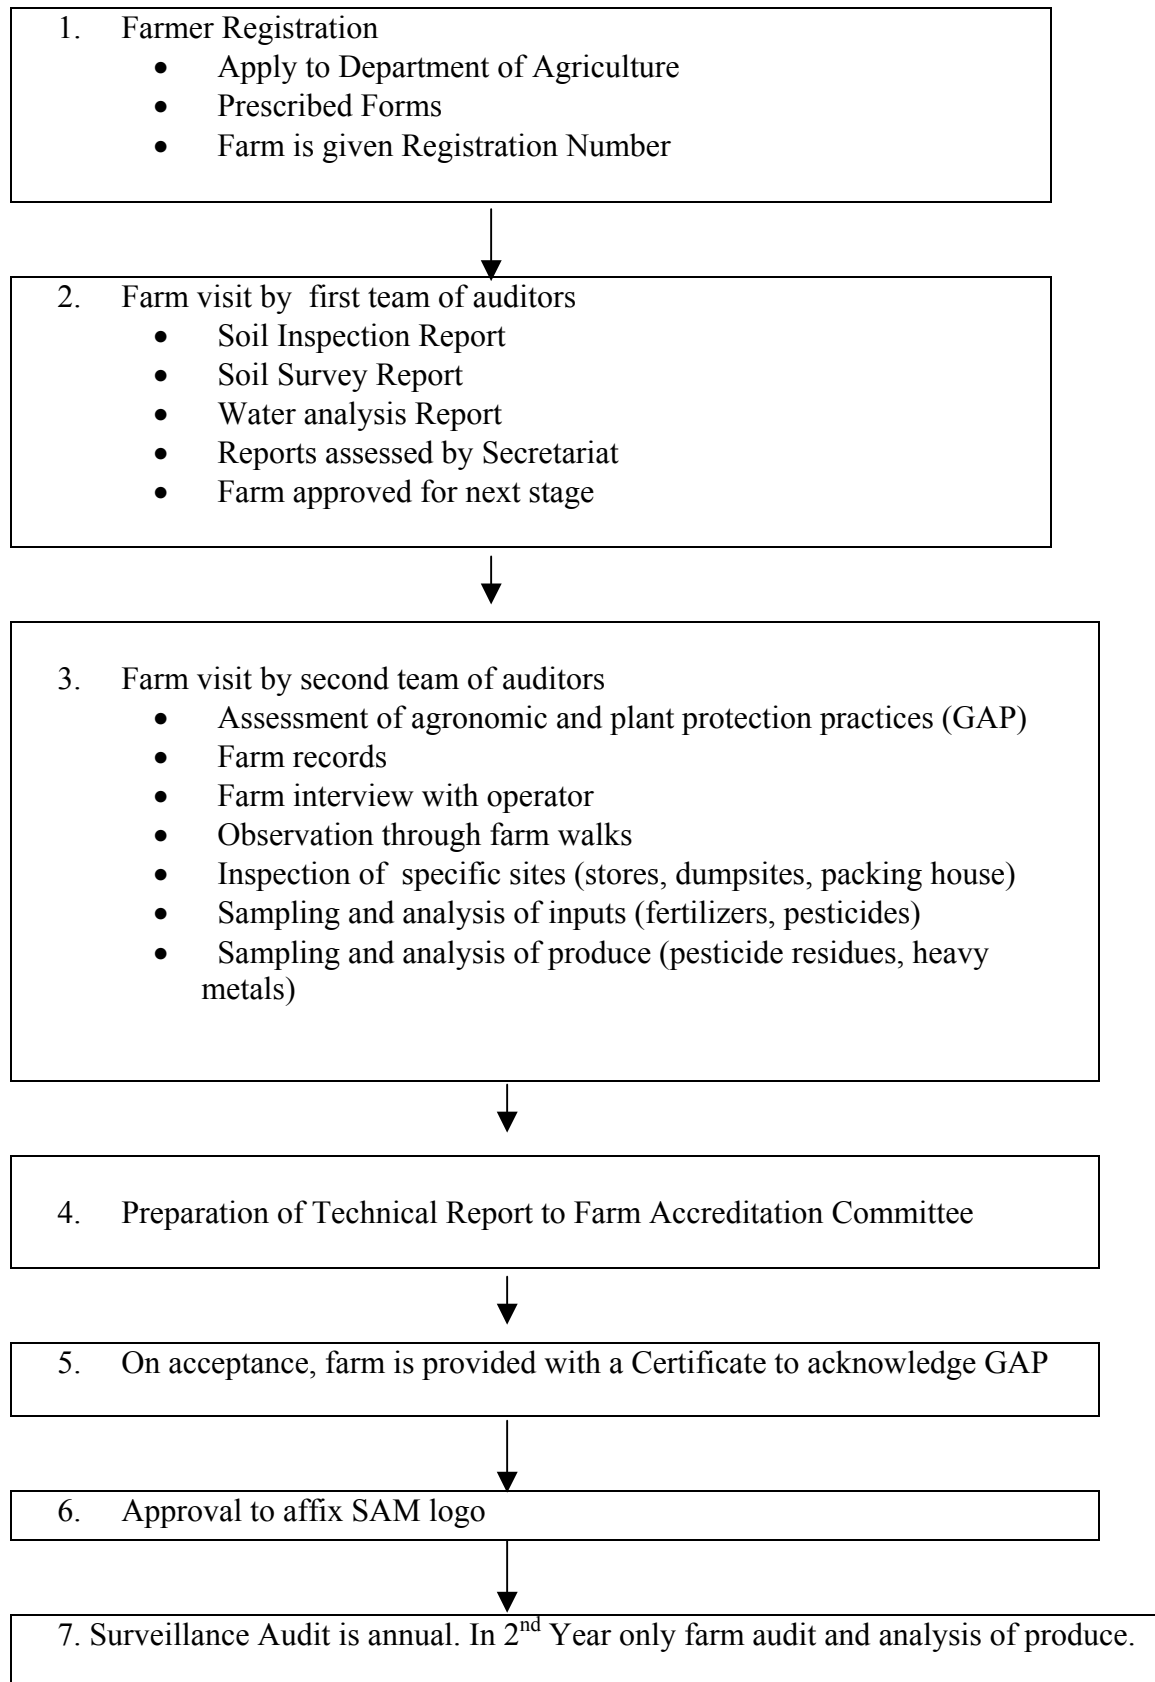 1. Farmer Registration
• Apply to Department of Agriculture
• Prescribed Forms
• Farm is given Registration Number
2. Farm visit by first team of auditors
• Soil Inspection Report
• Soil Survey Report
• Water analysis Report
• Reports assessed by Secretariat
• Farm approved for next stage
3. Farm visit by second team of auditors
• Assessment of agronomic and plant protection practices (GAP)
• Farm records
• Farm interview with operator
• Observation through farm walks
• Inspection of specific sites (stores, dumpsites, packing house)
• Sampling and analysis of inputs (fertilizers, pesticides)
• Sampling and analysis of produce (pesticide residues, heavy
metals)
4. Preparation of Technical Report to Farm Accreditation Committee
5. On acceptance, farm is provided with a Certificate to acknowledge GAP
6. Approval to affix SAM logo
7. Surveillance Audit is annual. In 2nd Year only farm audit and analysis of produce.